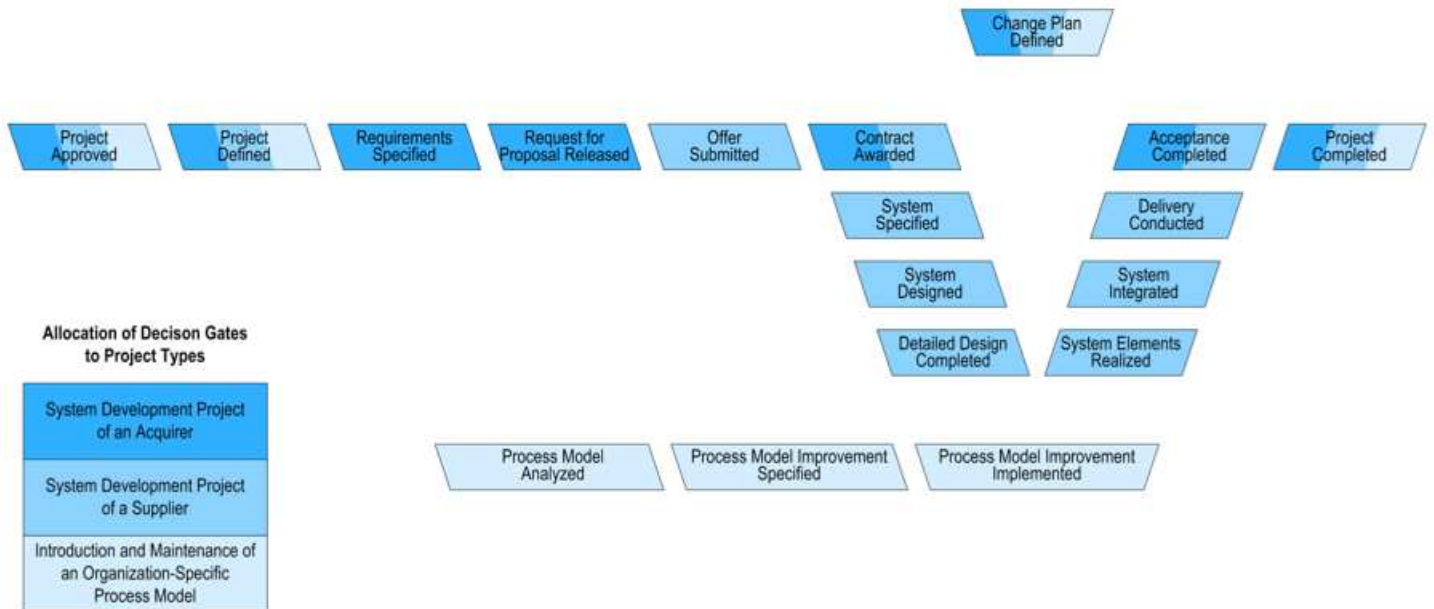 Change Plan
Defined
Project
Approved
Project
Defined
Requirements
Specified
Request for
Proposal Released
Offer
Submitted
Contract
Awarded
Acceptance
Completed
Project
Completed
System
Specified
Delivery
Conducted
System
Designed
System
Integrated
Detailed Design
Completed
System Elements
Realized
Allocation of Decison Gates
to Project Types
System Development Project
of an Acquirer
System Development Project
of a Supplier
Introduction and Maintenance of
an Organization-Specific
Process Model
Process Model
Analyzed
Process Model Improvement
Specified
Process Model Improvement
Implemented